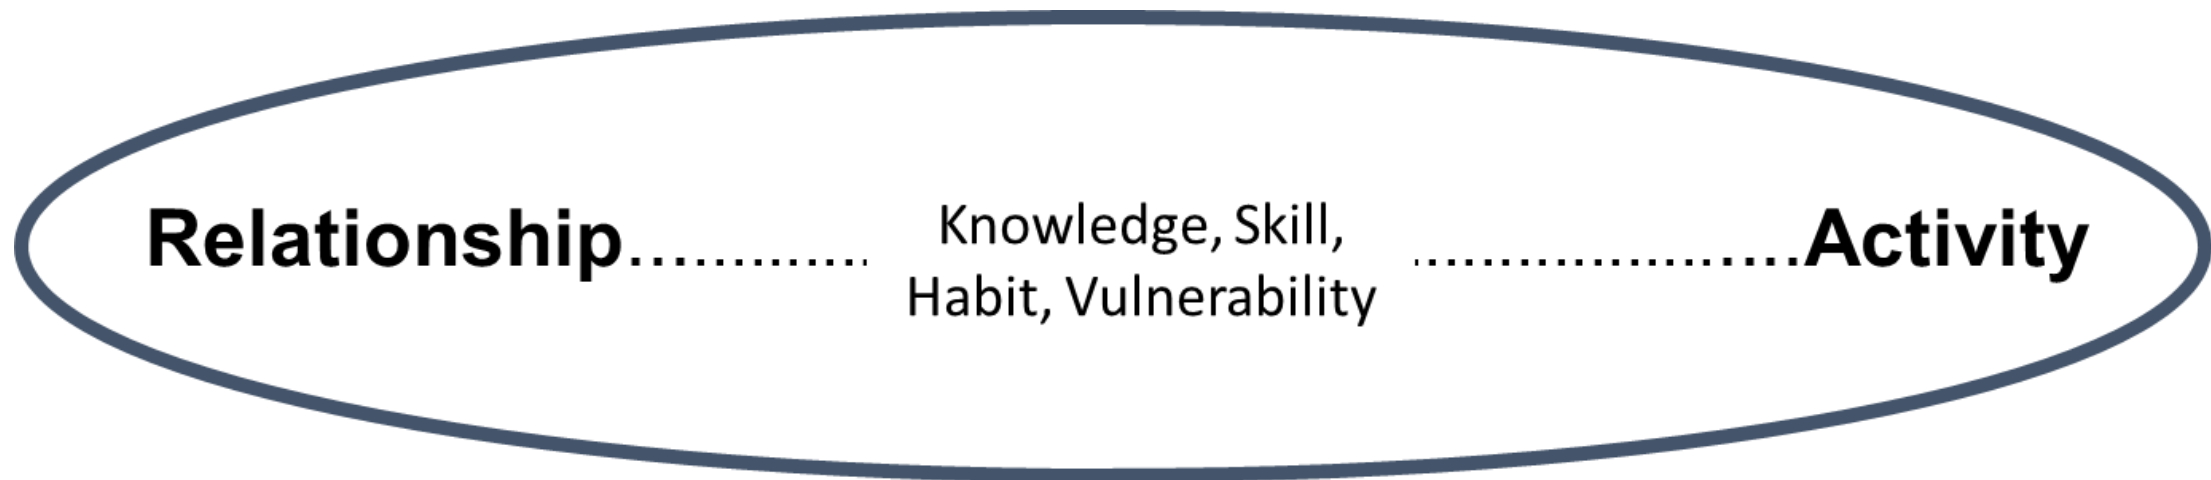 Relationship............. Knowledge, Skill, .....................Activity
Habit, Vulnerability